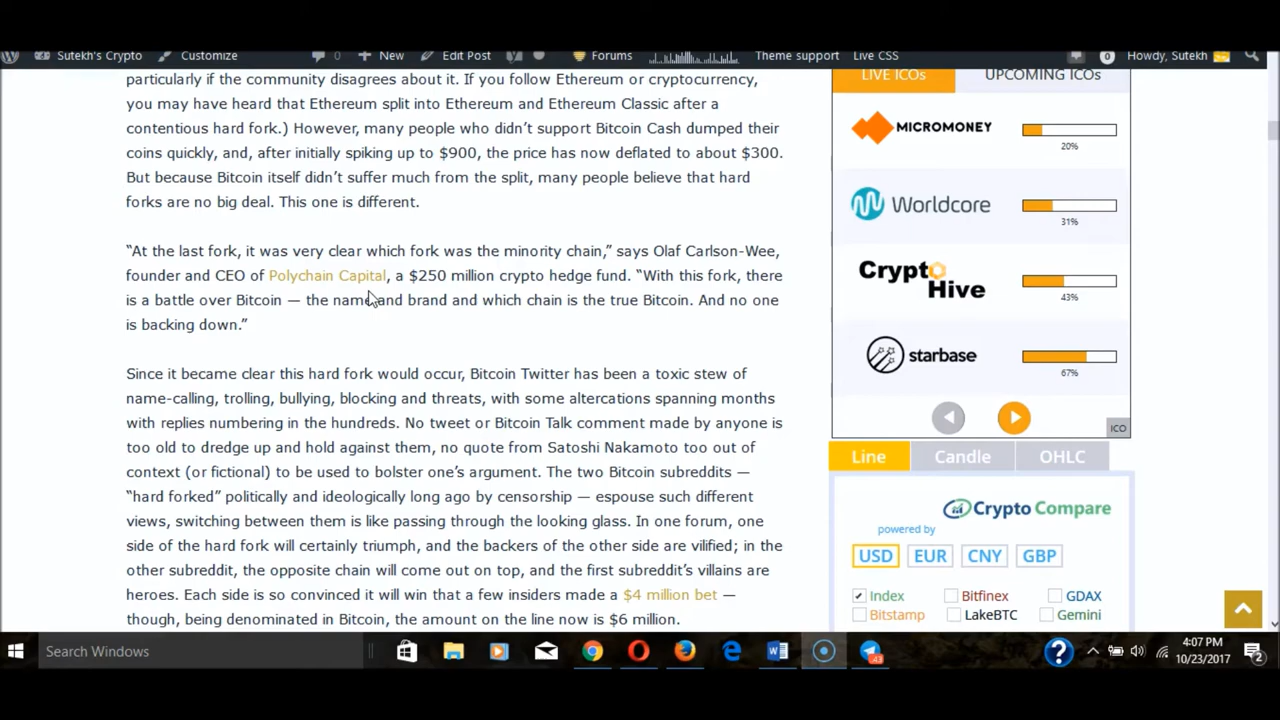 Sutekh's Crypto
Customize
0
New
Edit Post
Forums
Theme support
Live CSS
0
Howdy, Sutekh
particularly if the community disagrees about it. If you follow Ethereum or cryptocurrency,
you may have heard that Ethereum split into Ethereum and Ethereum Classic after a
contentious hard fork.) However, many people who didn’t support Bitcoin Cash dumped their
coins quickly, and, after initially spiking up to $900, the price has now deflated to about $300.
But because Bitcoin itself didn’t suffer much from the split, many people believe that hard
forks are no big deal. This one is different.
“At the last fork, it was very clear which fork was the minority chain,” says Olaf Carlson-Wee,
founder and CEO of Polychain Capital, a $250 million crypto hedge fund. “With this fork, there
is a battle over Bitcoin — the name and brand and which chain is the true Bitcoin. And no one
is backing down.”
Since it became clear this hard fork would occur, Bitcoin Twitter has been a toxic stew of
name-calling, trolling, bullying, blocking and threats, with some altercations spanning months
with replies numbering in the hundreds. No tweet or Bitcoin Talk comment made by anyone is
too old to dredge up and hold against them, no quote from Satoshi Nakamoto too out of
context (or fictional) to be used to bolster one’s argument. The two Bitcoin subreddits —
“hard forked” politically and ideologically long ago by censorship — espouse such different
views, switching between them is like passing through the looking glass. In one forum, one
side of the hard fork will certainly triumph, and the backers of the other side are vilified; in the
other subreddit, the opposite chain will come out on top, and the first subreddit’s villains are
heroes. Each side is so convinced it will win that a few insiders made a $4 million bet —
though, being denominated in Bitcoin, the amount on the line now is $6 million.
LIVE ICOs
UPCOMING ICOs
MICROMONEY
20%
Worldcore
31%
Crypto
Hive
43%
starbase
67%
ICO
Line
Candle
OHLC
Crypto Compare
powered by
USD
EUR
CNY
GBP
Index
Bitfinex
GDAX
Bitstamp
LakeBTC
Gemini
Search Windows
43
4:07 PM
10/23/2017
2